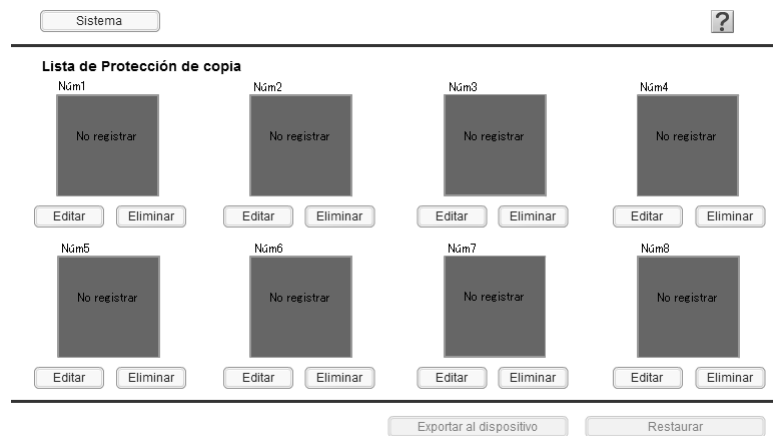 Sistema
?
Lista de Protección de copia
Núm1 Núm2 Núm3 Núm4
No registrar No registrar No registrar No registrar
Editar Eliminar Editar Eliminar Editar Eliminar Editar Eliminar
Núm5 Núm6 Núm7 Núm8
No registrar No registrar No registrar No registrar
Editar Eliminar Editar Eliminar Editar Eliminar Editar Eliminar
Exportar al dispositivo Restaurar